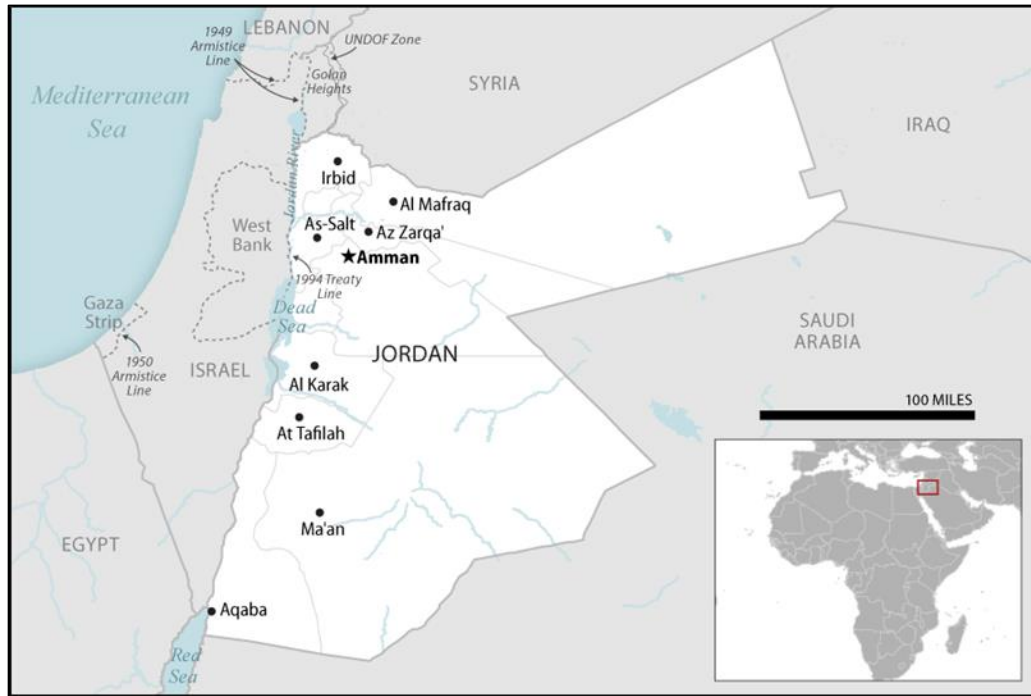 1949
Armistice
Line
LEBANON
UNDOF Zone
Golan
Heights
SYRIA
Mediterranean
Sea
IRAQ
Jordan River
Irbid
Al Mafraq
As-Salt
Az Zarqa'
West
Bank
Amman
1994 Treaty
Line
Gaza
Strip
Dead
Sea
SAUDI
ARABIA
1950
Armistice
Line
ISRAEL
JORDAN
Al Karak
100 MILES
At Tafilah
Ma'an
EGYPT
Aqaba
Red
Sea